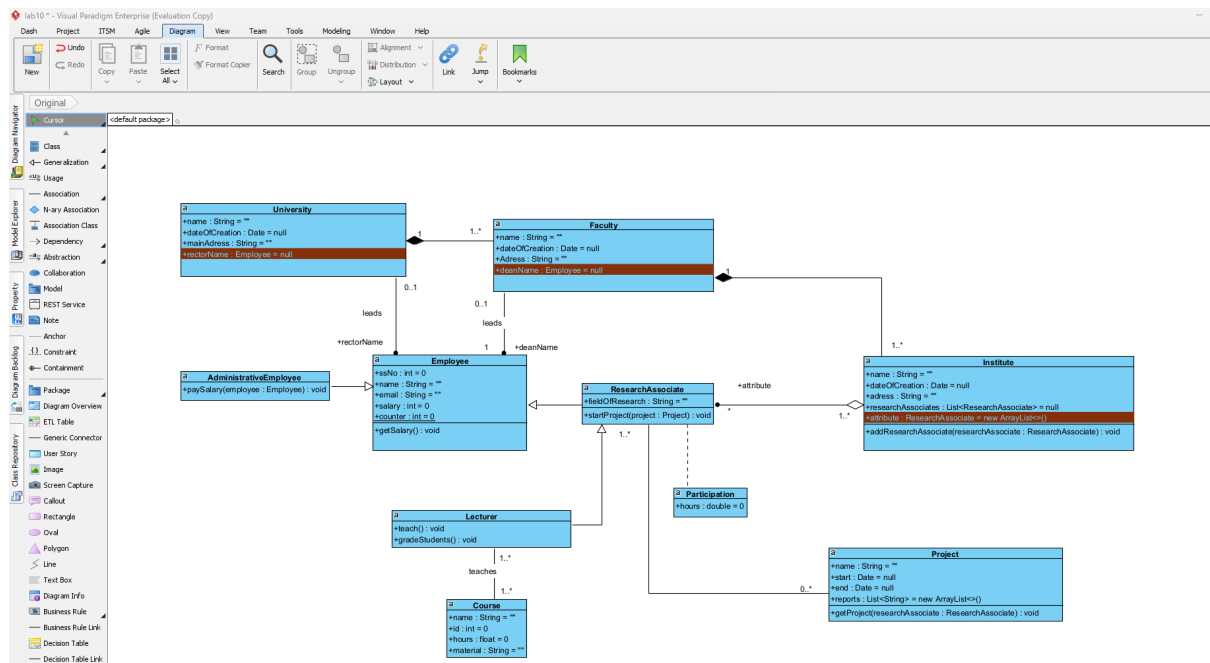 lab10 * - Visual Paradigm Enterprise (Evaluation Copy)
Dash Project ITSM Agile Diagram View Team Tools Modeling Window Help
New
Undo
Redo
Copy
Paste
Select
All
Format
Format Copier
Search
Group
Ungroup
Alignment
Distribution
Layout
Link
Jump
Bookmarks
Original
Diagram Navigator
Model Explorer
Property
Diagram Backlog
Class Repository
Cursor
Class
Generalization
Usage
Association
N-ary Association
Association Class
Dependency
Abstraction
Collaboration
Model
REST Service
Note
Anchor
Constraint
Containment
Package
Diagram Overview
ETL Table
Generic Connector
User Story
Image
Screen Capture
Callout
Rectangle
Oval
Polygon
Line
Text Box
Diagram Info
Business Rule
Business Rule Link
Decision Table
Decision Table Link
<default package>
University
+name : String = ""
+dateOfCreation : Date = null
+mainAdress : String = ""
+rectorName : Employee = null
1
1..*
Faculty
+name : String = ""
+dateOfCreation : Date = null
+Adress : String = ""
+deanName : Employee = null
1
0..1
0..1
leads
leads
+rectorName
1
+deanName
1..*
AdministrativeEmployee
+paySalary(employee : Employee) : void
Employee
+ssNo : int = 0
+name : String = ""
+email : String = ""
+salary : int = 0
+counter : int = 0
+getSalary() : void
ResearchAssociate
+fieldOfResearch : String = ""
+startProject(project : Project) : void
+attribute
*
1..*
Institute
+name : String = ""
+dateOfCreation : Date = null
+adress : String = ""
+researchAssociates : List<ResearchAssociate> = null
+attribute : ResearchAssociate = new ArrayList<>()
+addResearchAssociate(researchAssociate : ResearchAssociate) : void
1..*
Participation
+hours : double = 0
Lecturer
+teach() : void
+gradeStudents() : void
1..*
teaches
1..*
Course
+name : String = ""
+id : int = 0
+hours : float = 0
+material : String = ""
0..*
Project
+name : String = ""
+start : Date = null
+end : Date = null
+reports : List<String> = new ArrayList<>()
+getProject(researchAssociate : ResearchAssociate) : void